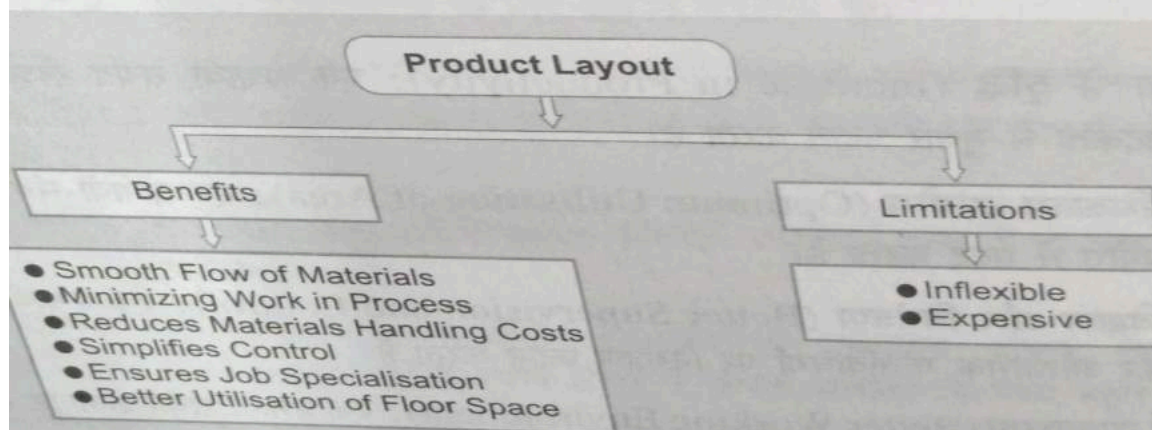 Product Layout
Benefits
Limitations
● Smooth Flow of Materials
● Minimizing Work in Process
● Reduces Materials Handling Costs
● Simplifies Control
● Ensures Job Specialisation
● Better Utilisation of Floor Space
● Inflexible
● Expensive